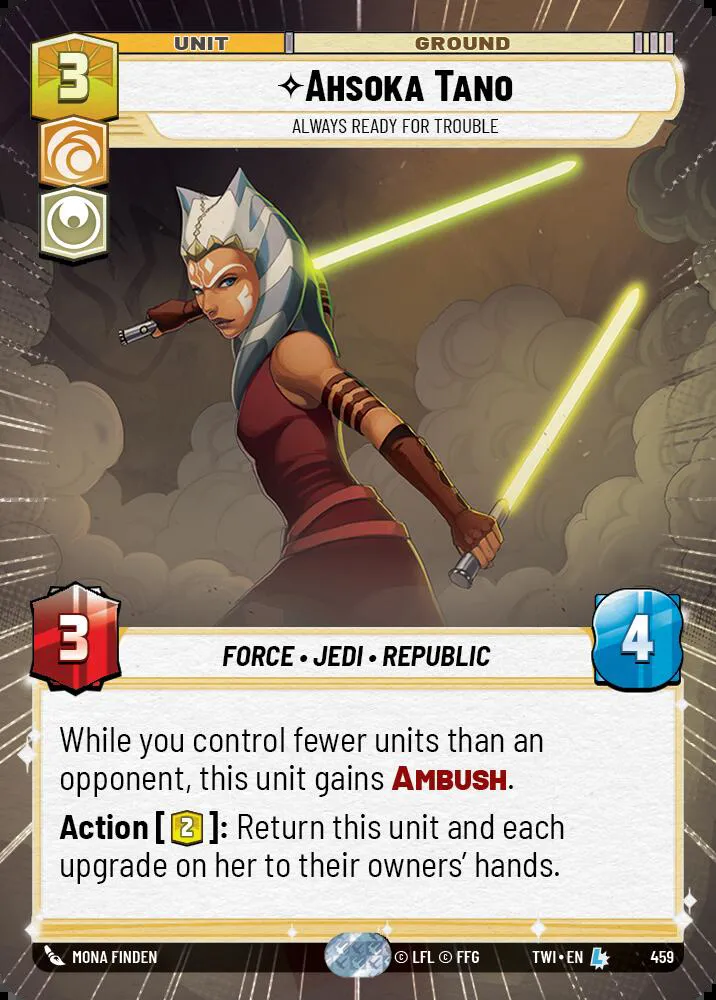 UNIT
GROUND
3
✧AHSOKA TANO
ALWAYS READY FOR TROUBLE
3
FORCE • JEDI • REPUBLIC
4
While you control fewer units than an
opponent, this unit gains AMBUSH.
Action [2]: Return this unit and each
upgrade on her to their owners’ hands.
MONA FINDEN
© LFL © FFG
TWI • EN
L
459